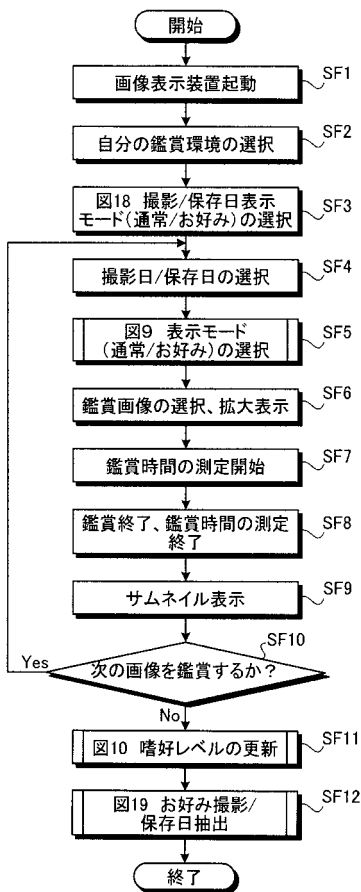 開始
画像表示装置起動
SF1
自分の鑑賞環境の選択
SF2
図18 撮影/保存日表示
モード(通常/お好み)の選択
SF3
撮影日/保存日の選択
SF4
図9 表示モード
(通常/お好み)の選択
SF5
鑑賞画像の選択、拡大表示
SF6
鑑賞時間の測定開始
SF7
鑑賞終了、鑑賞時間の測定
終了
SF8
サムネイル表示
SF9
SF10
Yes
次の画像を鑑賞するか?
No
図10 嗜好レベルの更新
SF11
図19 お好み撮影/
保存日抽出
SF12
終了